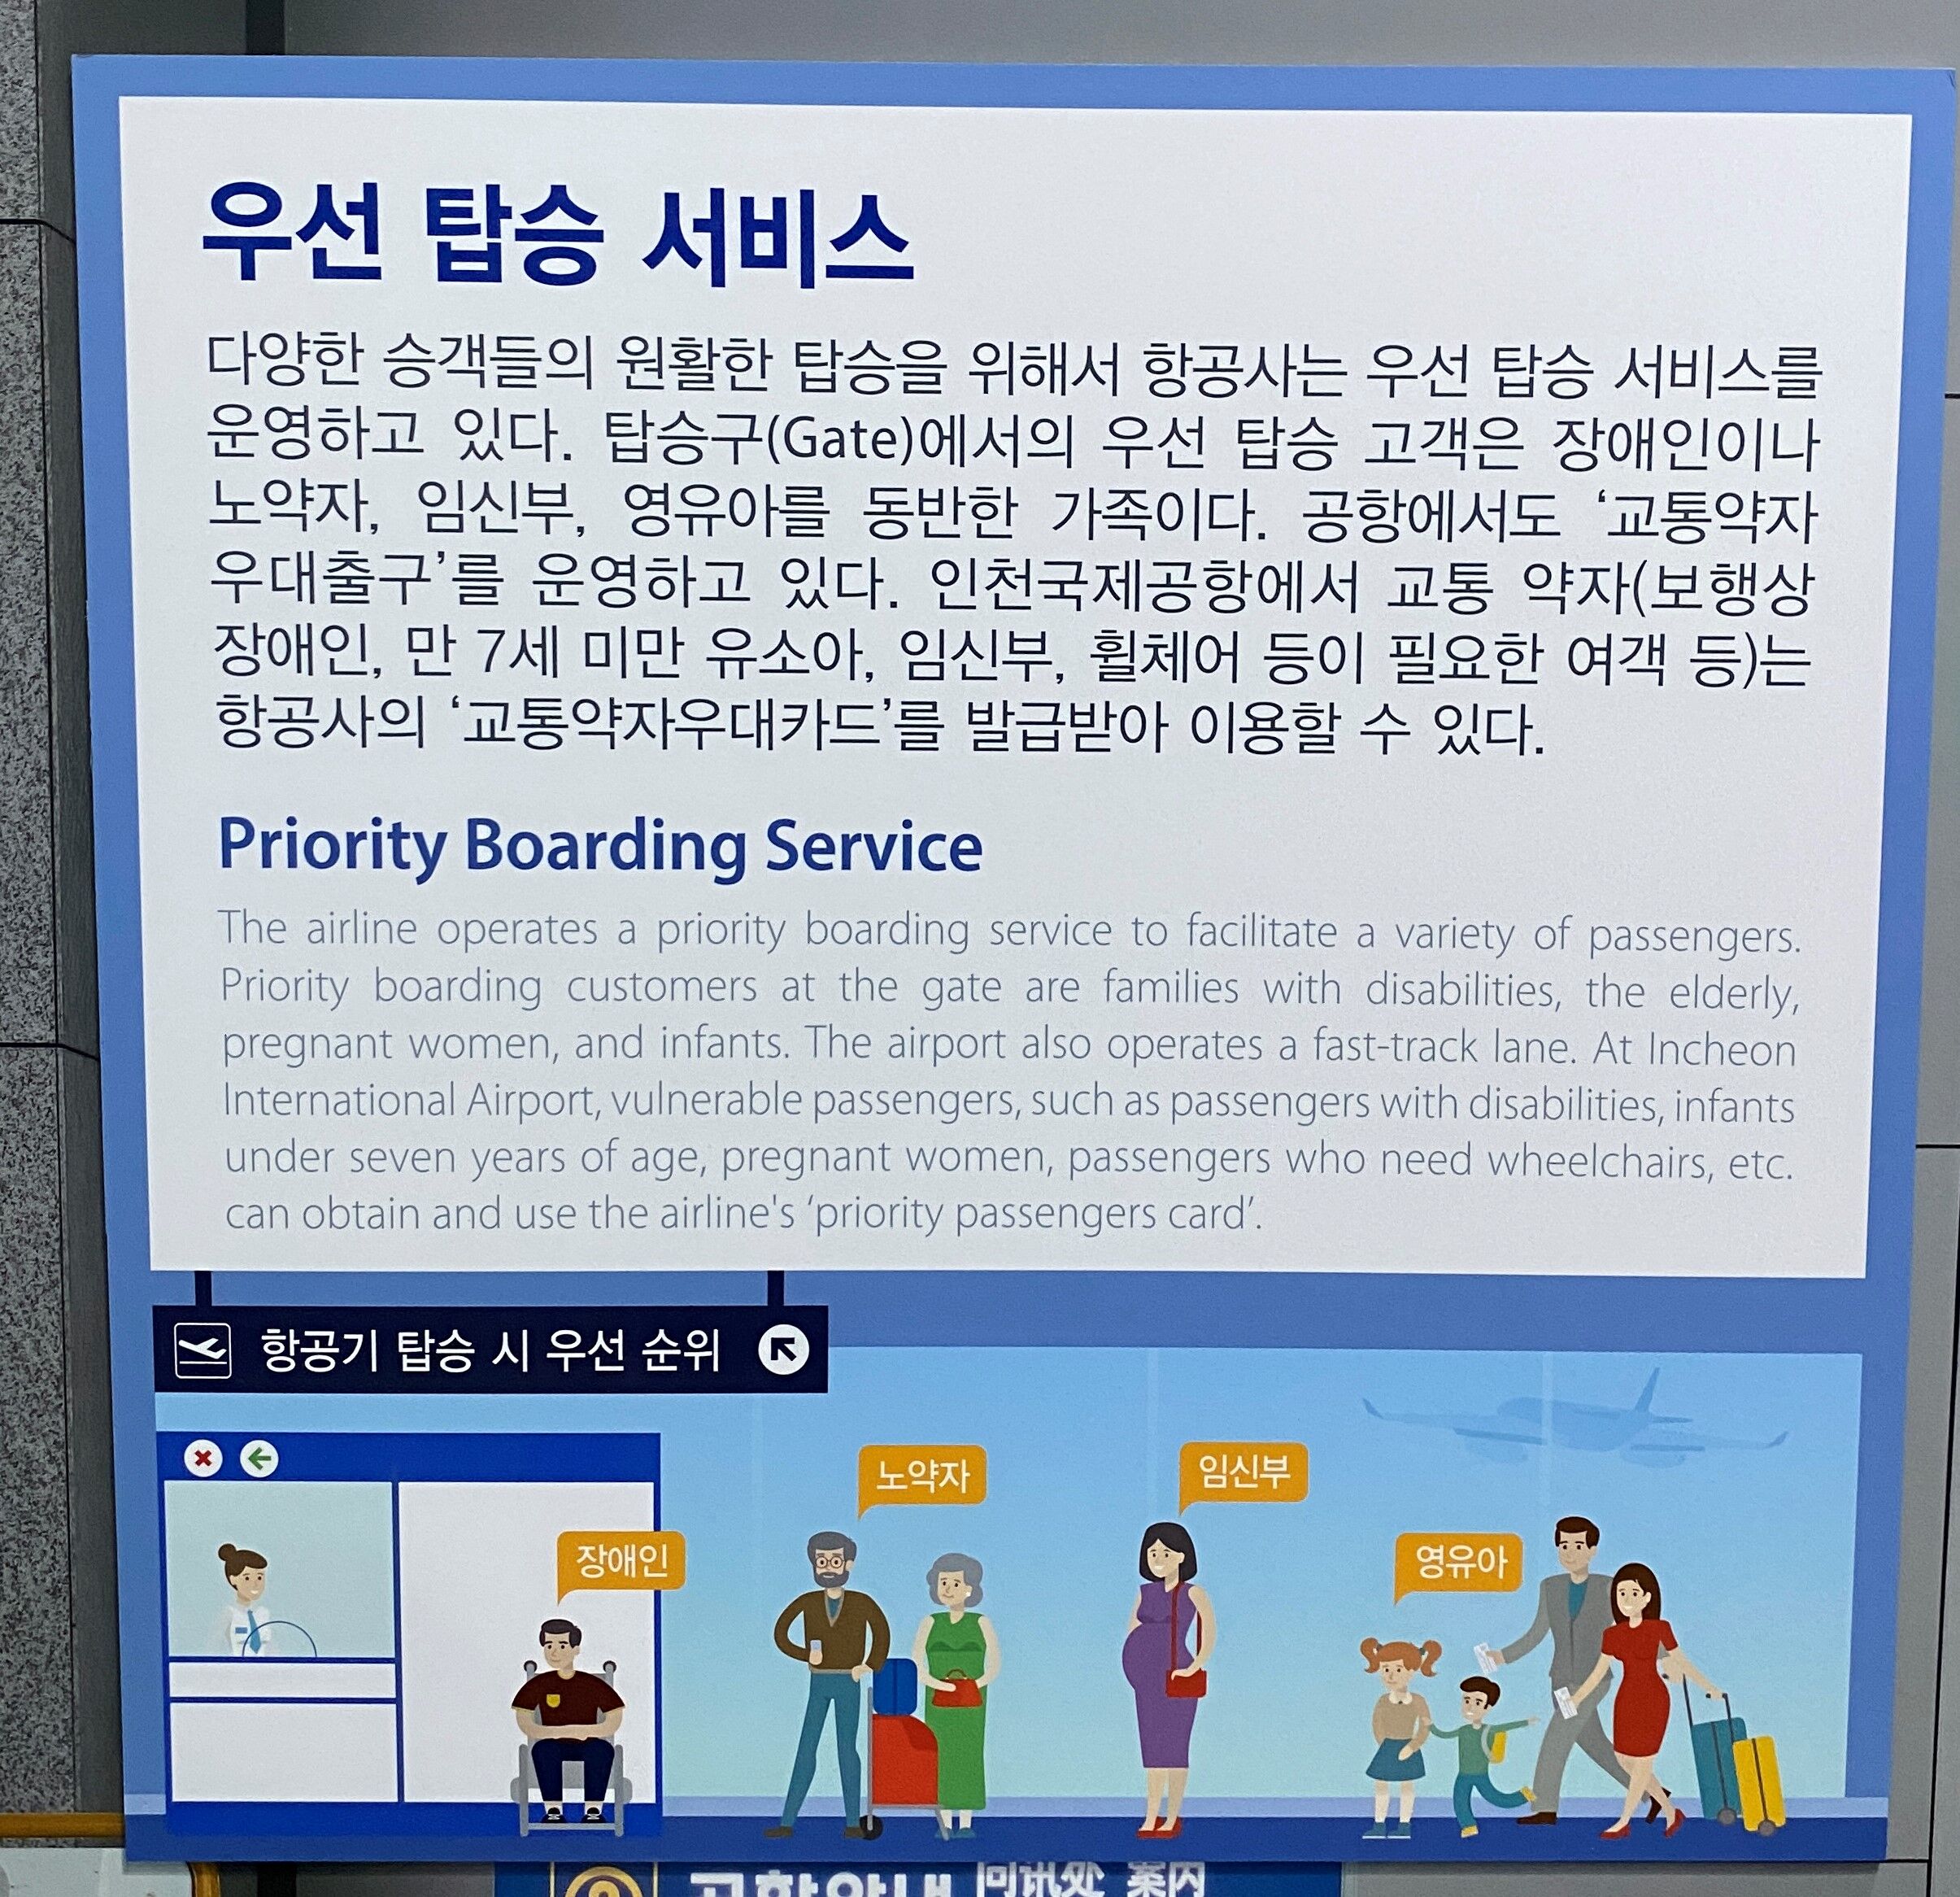 우선 탑승 서비스
다양한 승객들의 원활한 탑승을 위해서 항공사는 우선 탑승 서비스를
운영하고 있다. 탑승구(Gate)에서의 우선 탑승 고객은 장애인이나
노약자, 임신부, 영유아를 동반한 가족이다. 공항에서도 ‘교통약자
우대출구’를 운영하고 있다. 인천국제공항에서 교통 약자(보행상
장애인, 만 7세 미만 유소아, 임신부, 휠체어 등이 필요한 여객 등)는
항공사의 ‘교통약자우대카드’를 발급받아 이용할 수 있다.
Priority Boarding Service
The airline operates a priority boarding service to facilitate a variety of passengers.
Priority boarding customers at the gate are families with disabilities, the elderly,
pregnant women, and infants. The airport also operates a fast-track lane. At Incheon
International Airport, vulnerable passengers, such as passengers with disabilities, infants
under seven years of age, pregnant women, passengers who need wheelchairs, etc.
can obtain and use the airline's ‘priority passengers card’.
항공기 탑승 시 우선 순위
장애인
노약자
임신부
영유아
공항안내 问讯处 案内